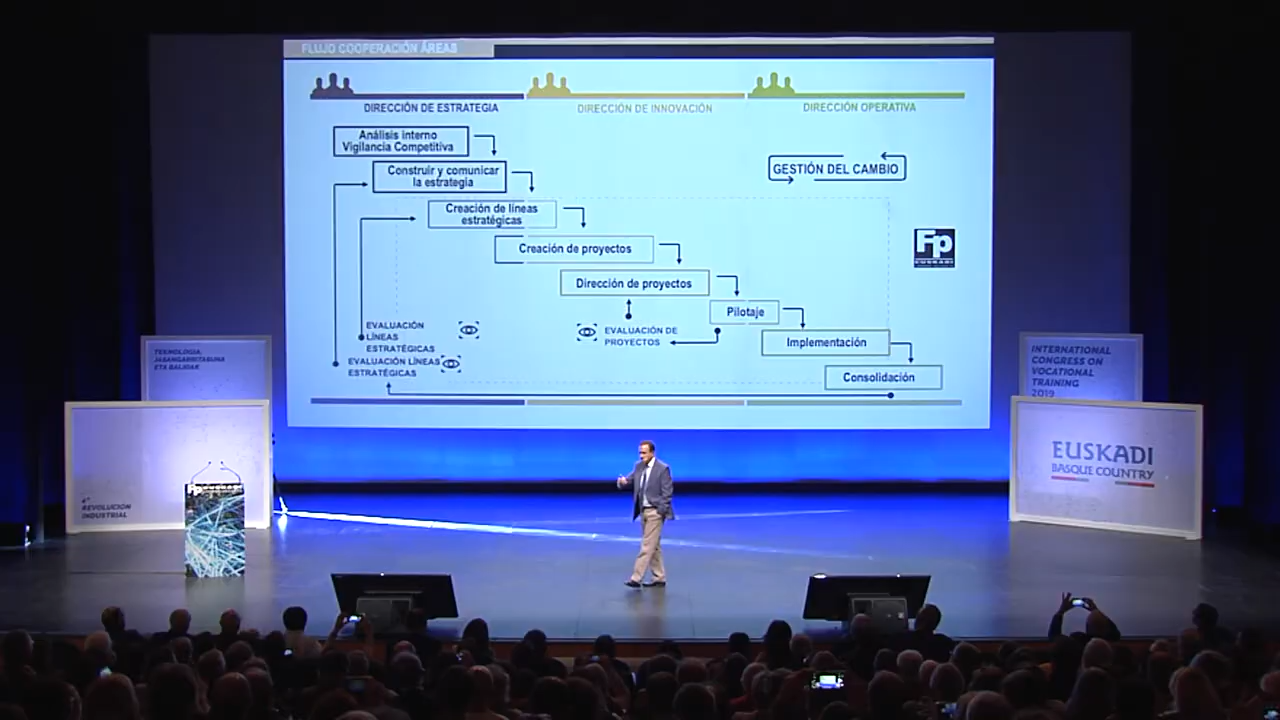 FLUJO COOPERACIÓN ÁREAS
DIRECCIÓN DE ESTRATEGIA
DIRECCIÓN DE INNOVACIÓN
DIRECCIÓN OPERATIVA
Análisis interno
Vigilancia Competitiva
Construir y comunicar
la estrategia
GESTIÓN DEL CAMBIO
Creación de líneas
estratégicas
Creación de proyectos
Fp
Dirección de proyectos
Pilotaje
EVALUACIÓN
LÍNEAS
ESTRATÉGICAS
EVALUACIÓN DE
PROYECTOS
Implementación
EVALUACIÓN LÍNEAS
ESTRATÉGICAS
Consolidación
TEKNOLOGIA,
JASANGARRITASUNA
ETA BALIOAK
INTERNATIONAL
CONGRESS ON
VOCATIONAL
TRAINING
2019
4ª
REVOLUCIÓN
INDUSTRIAL
EUSKADI
BASQUE COUNTRY
Fp